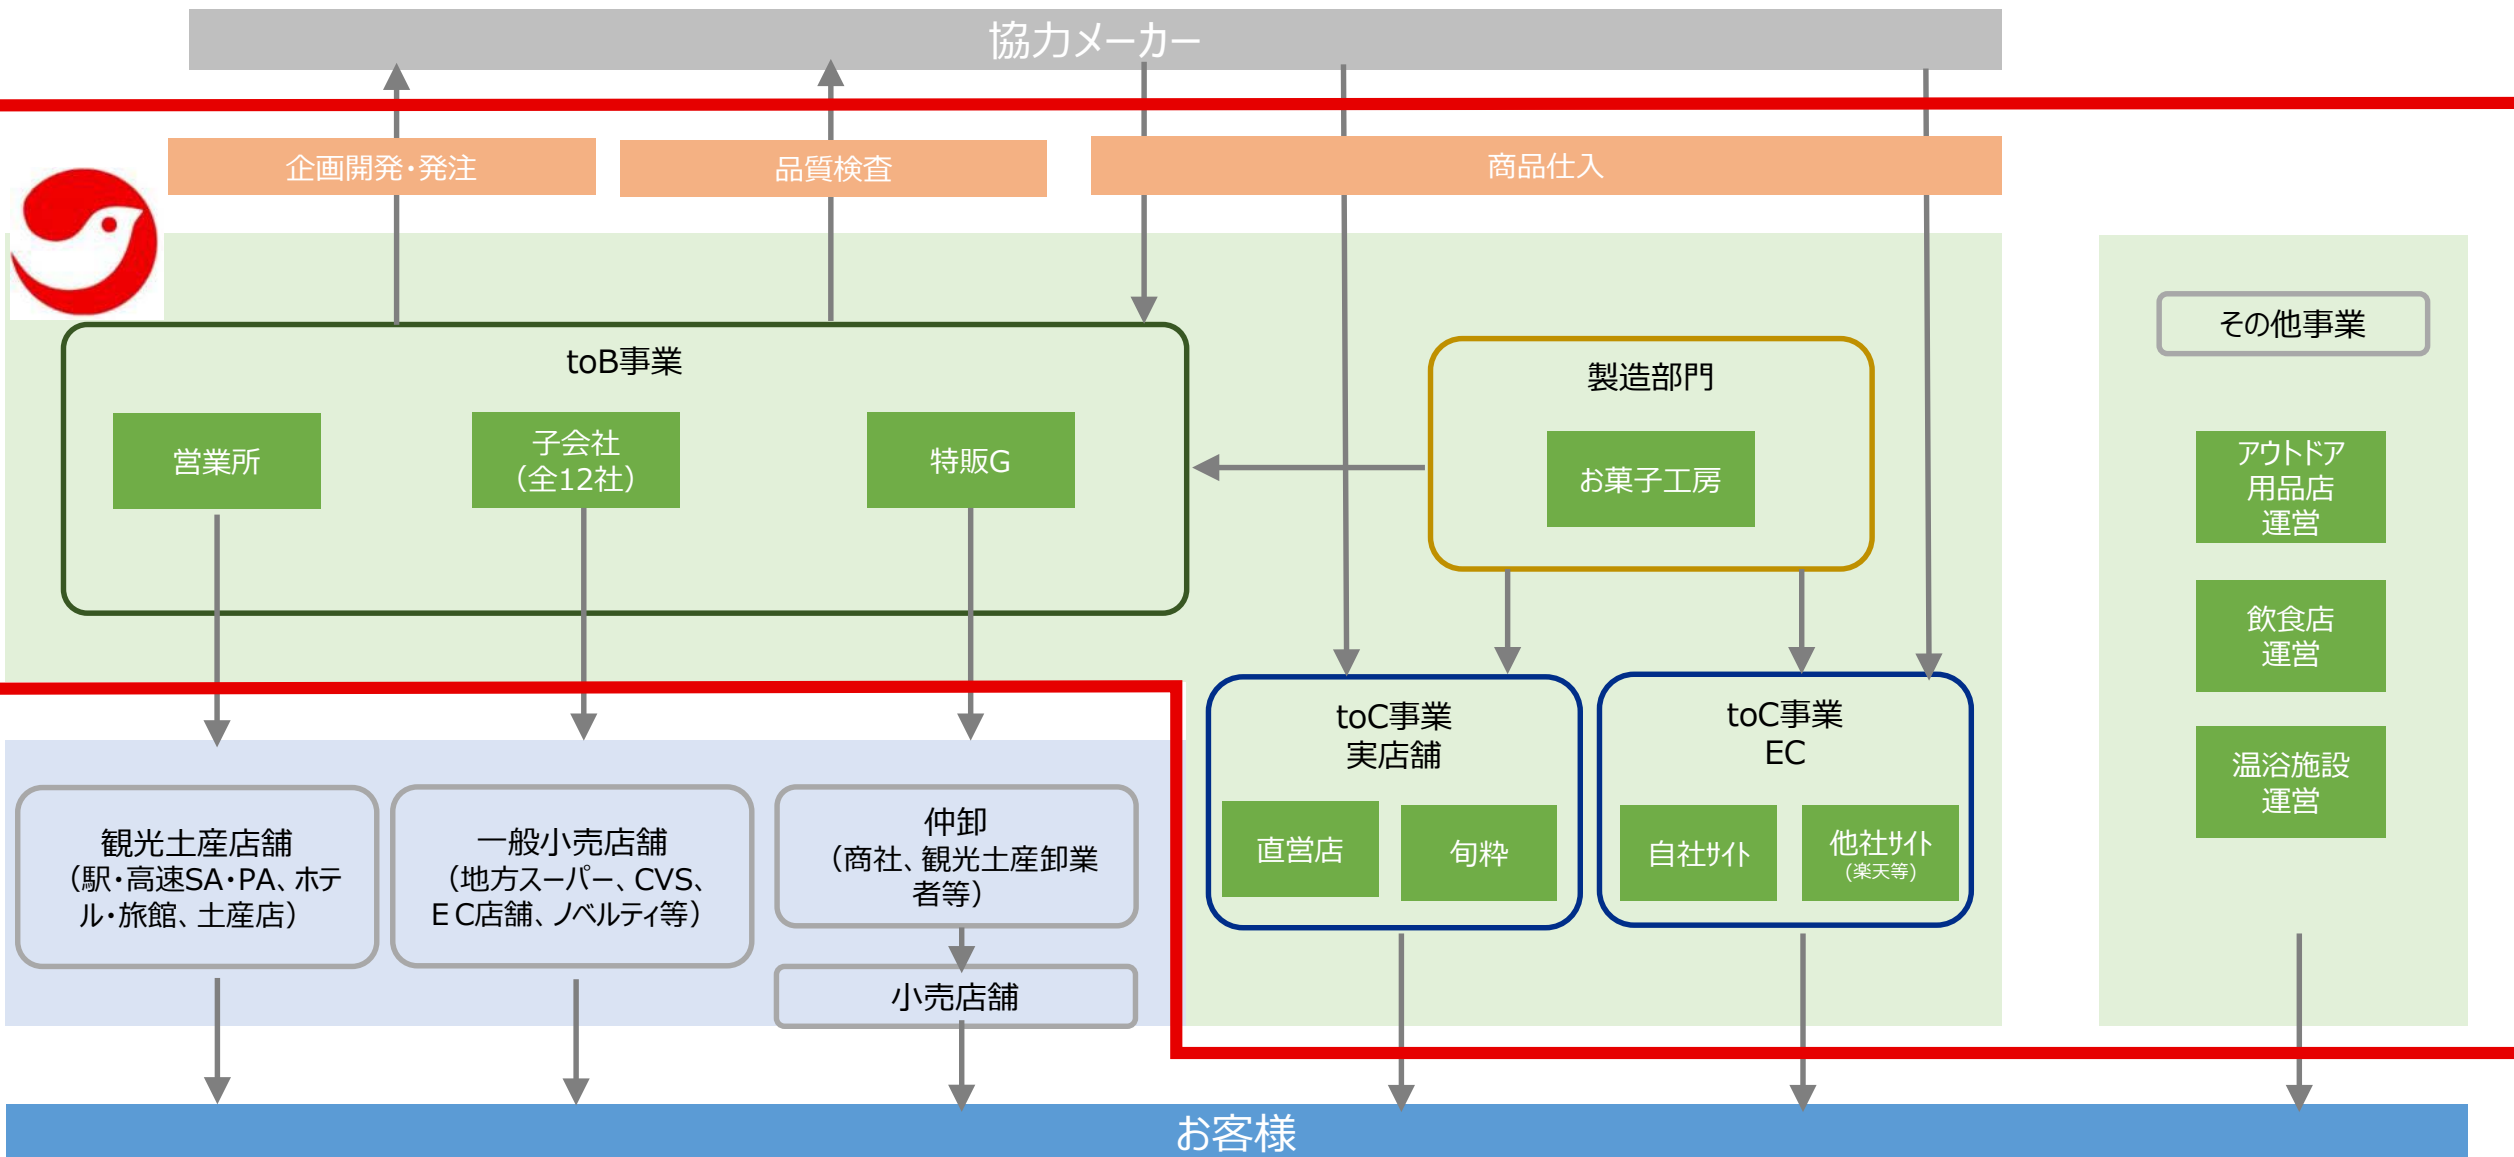 協力メーカー
企画開発・発注
品質検査
商品仕入
toB事業
営業所
子会社
（全12社）
特販G
製造部門
お菓子工房
その他事業
アウトドア
用品店
運営
飲食店
運営
温浴施設
運営
toC事業
実店舗
直営店
旬粋
toC事業
EC
自社サイト
他社サイト
（楽天等）
観光土産店舗
（駅・高速SA・PA、ホテ
ル・旅館、土産店）
一般小売店舗
（地方スーパー、CVS、
ＥＣ店舗、ノベルティ等）
仲卸
（商社、観光土産卸業
者等）
小売店舗
お客様